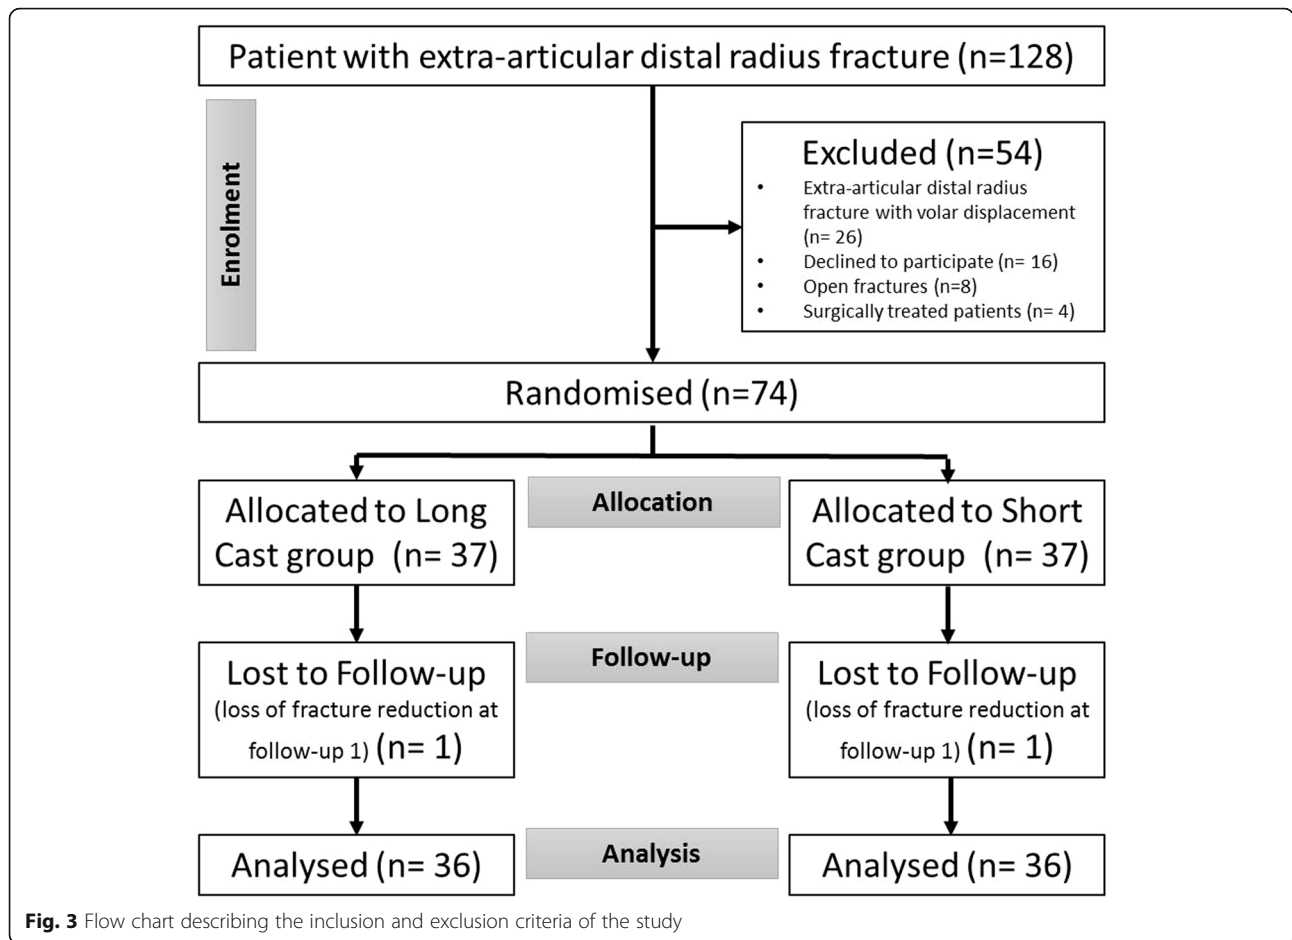 Patient with extra-articular distal radius fracture (n=128)
Enrolment
Excluded (n=54)
• Extra-articular distal radius
fracture with volar displacement
(n= 26)
• Declined to participate (n= 16)
• Open fractures (n=8)
• Surgically treated patients (n= 4)
Randomised (n=74)
Allocated to Long
Cast group (n= 37)
Allocation
Allocated to Short
Cast group (n= 37)
Lost to Follow-up
(loss of fracture reduction at
follow-up 1) (n= 1)
Follow-up
Lost to Follow-up
(loss of fracture reduction at
follow-up 1) (n= 1)
Analysed (n= 36)
Analysis
Analysed (n= 36)
Fig. 3 Flow chart describing the inclusion and exclusion criteria of the study